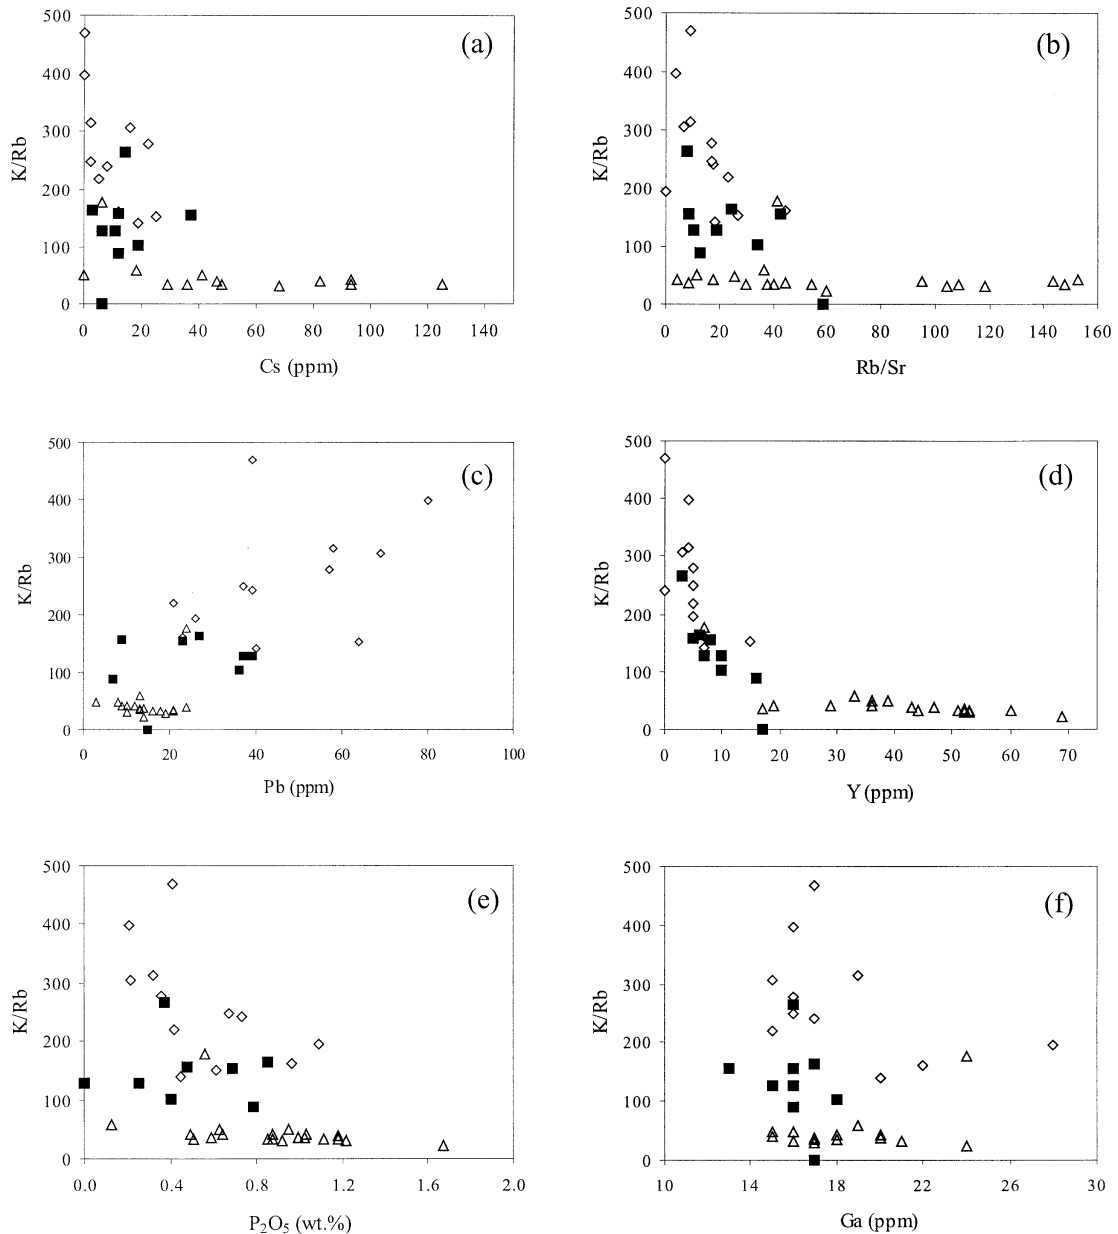 (a)
500
400
300
200
100
0
K/Rb
0 20 40 60 80 100 120 140
Cs (ppm)
(b)
500
400
300
200
100
0
K/Rb
0 20 40 60 80 100 120 140 160
Rb/Sr
(c)
500
400
300
200
100
0
K/Rb
0 20 40 60 80 100
Pb (ppm)
(d)
500
400
300
200
100
0
K/Rb
0 10 20 30 40 50 60 70
Y (ppm)
(e)
500
400
300
200
100
0
K/Rb
0.0 0.4 0.8 1.2 1.6 2.0
P₂O₅ (wt.%)
(f)
500
400
300
200
100
0
K/Rb
10 14 18 22 26 30
Ga (ppm)